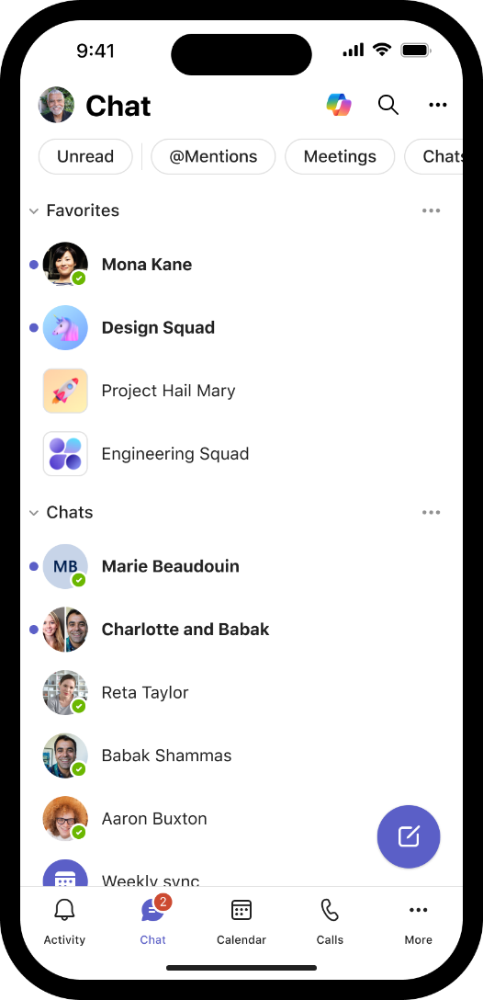 9:41
Chat
Unread @Mentions Meetings Chats
Favorites
Mona Kane
Design Squad
Project Hail Mary
Engineering Squad
Chats
MB Marie Beaudouin
Charlotte and Babak
Reta Taylor
Babak Shammas
Aaron Buxton
Weekly sync
2
Activity Chat Calendar Calls More